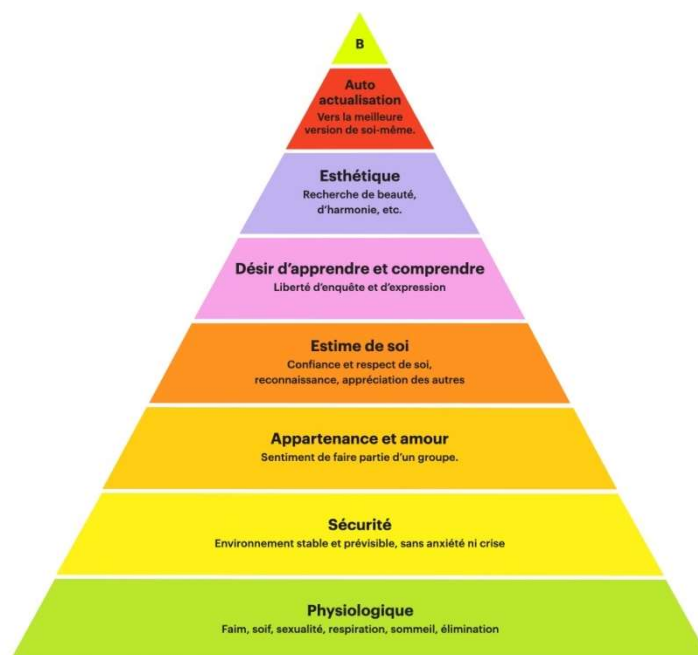 B
Auto
actualisation
Vers la meilleure
version de soi-même.
Esthétique
Recherche de beauté,
d'harmonie, etc.
Désir d'apprendre et comprendre
Liberté d'enquête et d'expression
Estime de soi
Confiance et respect de soi,
reconnaissance, appréciation des autres
Appartenance et amour
Sentiment de faire partie d'un groupe.
Sécurité
Environnement stable et prévisible, sans anxiété ni crise
Physiologique
Faim, soif, sexualité, respiration, sommeil, élimination